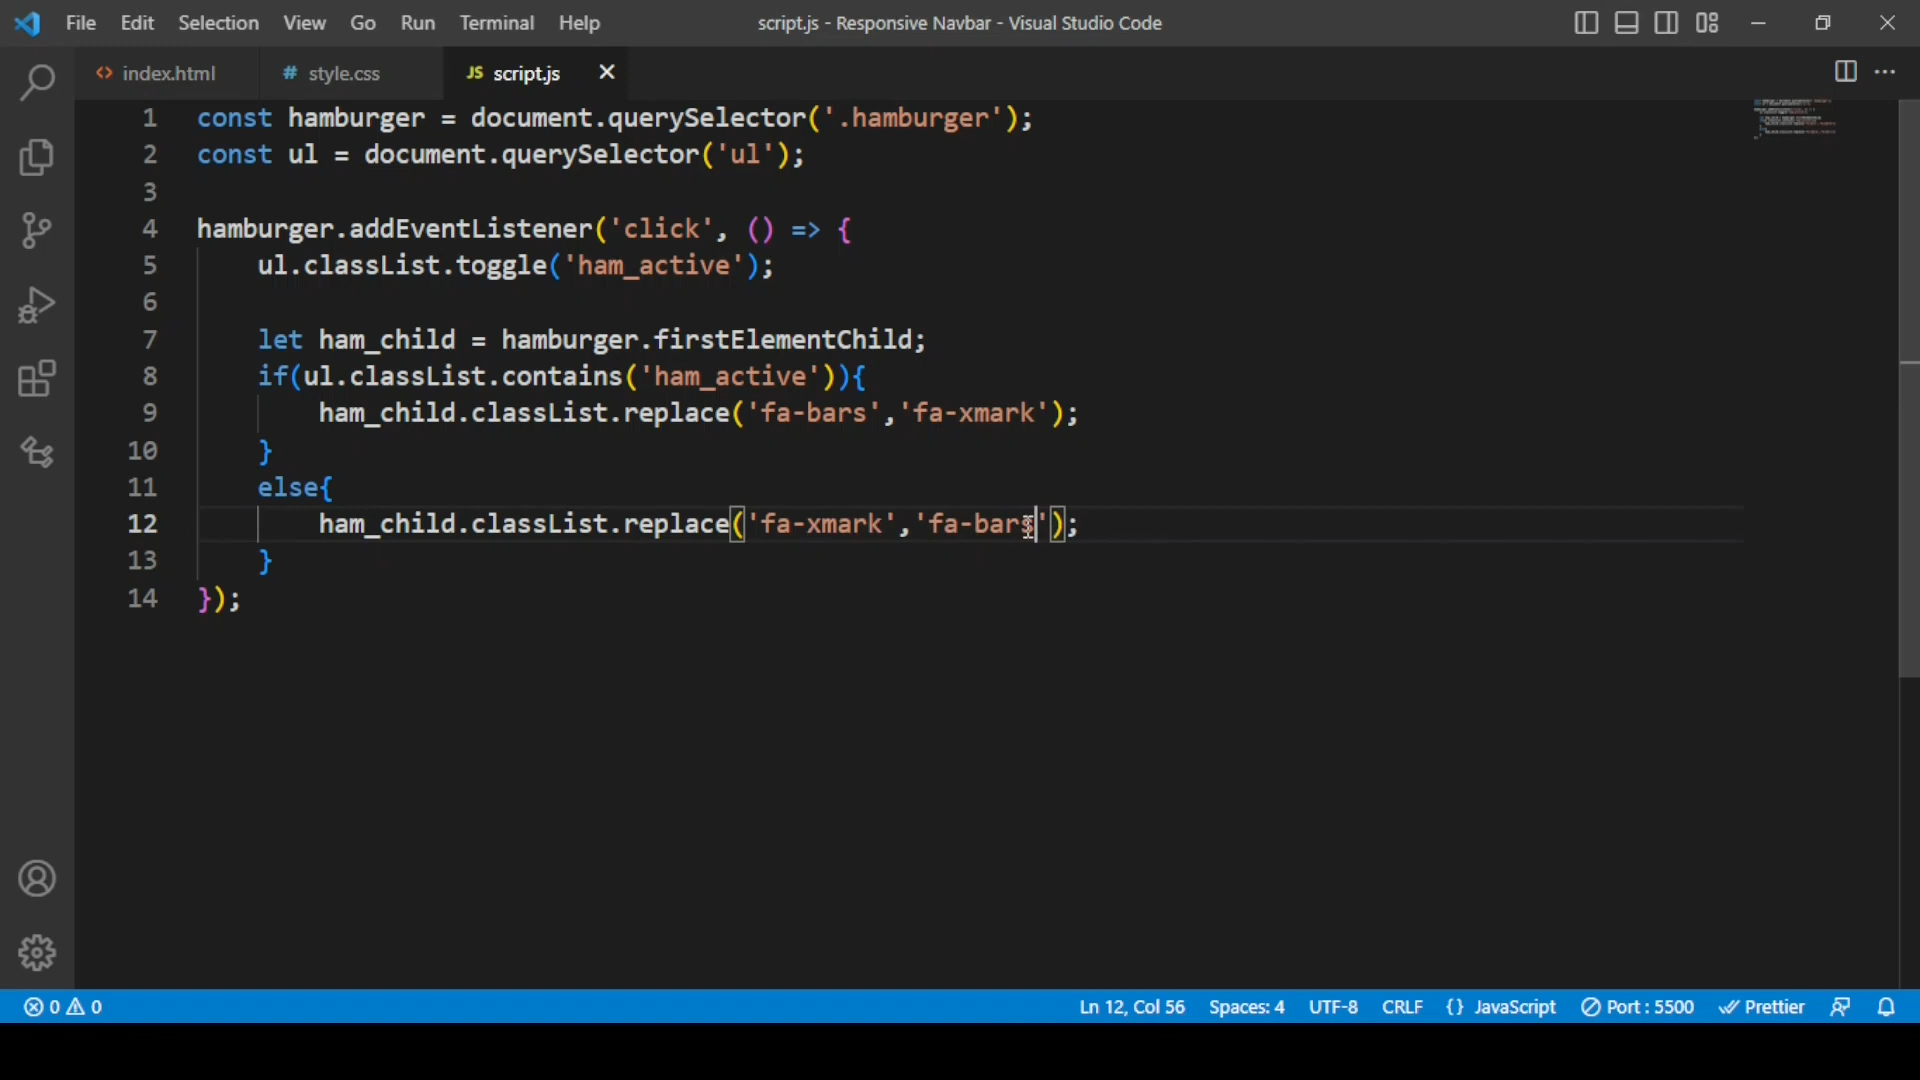 File Edit Selection View Go Run Terminal Help script.js - Responsive Navbar - Visual Studio Code
<> index.html # style.css JS script.js
1 const hamburger = document.querySelector('.hamburger');
2 const ul = document.querySelector('ul');
3
4 hamburger.addEventListener('click', () => {
5     ul.classList.toggle('ham_active');
6
7     let ham_child = hamburger.firstElementChild;
8     if(ul.classList.contains('ham_active')){
9         ham_child.classList.replace('fa-bars','fa-xmark');
10     }
11     else{
12         ham_child.classList.replace('fa-xmark','fa-bars');
13     }
14 });
0 0 Ln 12, Col 56 Spaces: 4 UTF-8 CRLF {} JavaScript Port : 5500 Prettier